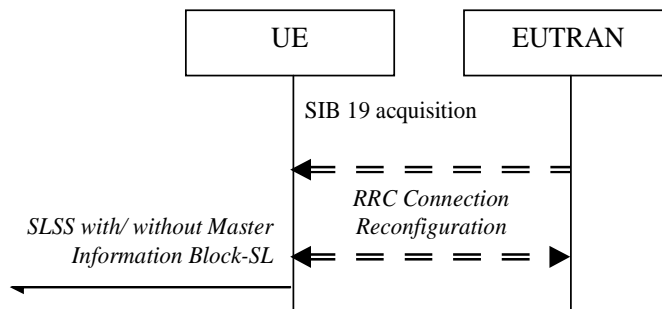 UE
EUTRAN
SIB 19 acquisition
RRC Connection
Reconfiguration
SLSS with/ without Master
Information Block-SL